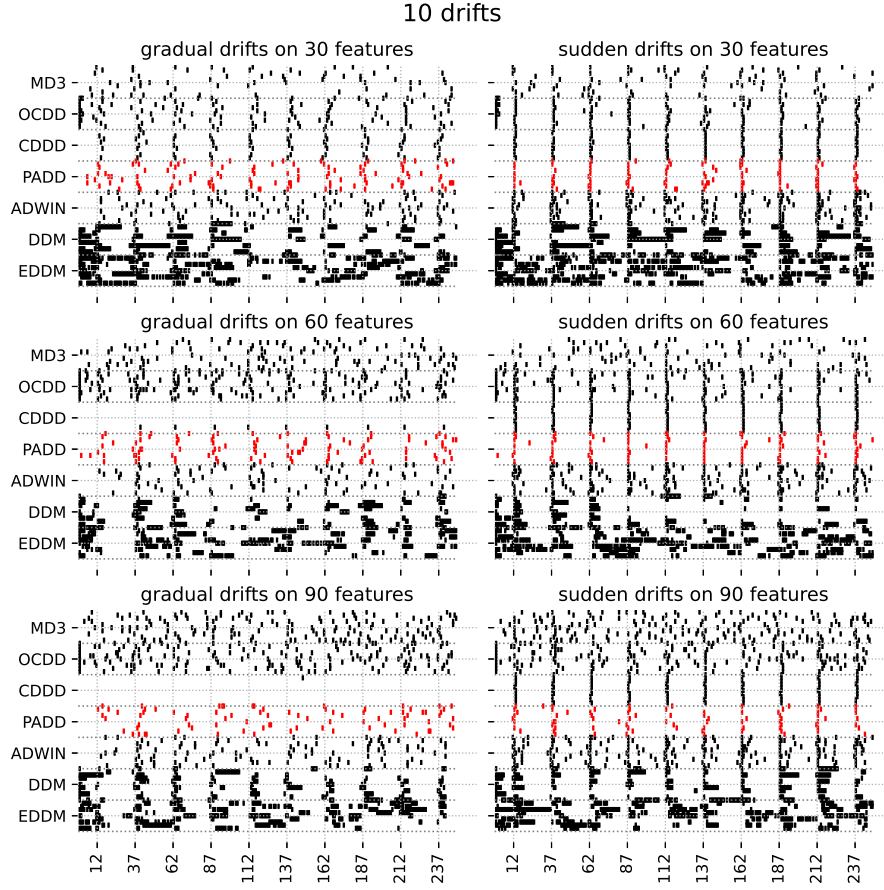 10 drifts
gradual drifts on 30 features
sudden drifts on 30 features
MD3
OCDD
CDDD
PADD
ADWIN
DDM
EDDM
gradual drifts on 60 features
sudden drifts on 60 features
MD3
OCDD
CDDD
PADD
ADWIN
DDM
EDDM
gradual drifts on 90 features
sudden drifts on 90 features
MD3
OCDD
CDDD
PADD
ADWIN
DDM
EDDM
12 37 62 87 112 137 162 187 212 237
12 37 62 87 112 137 162 187 212 237